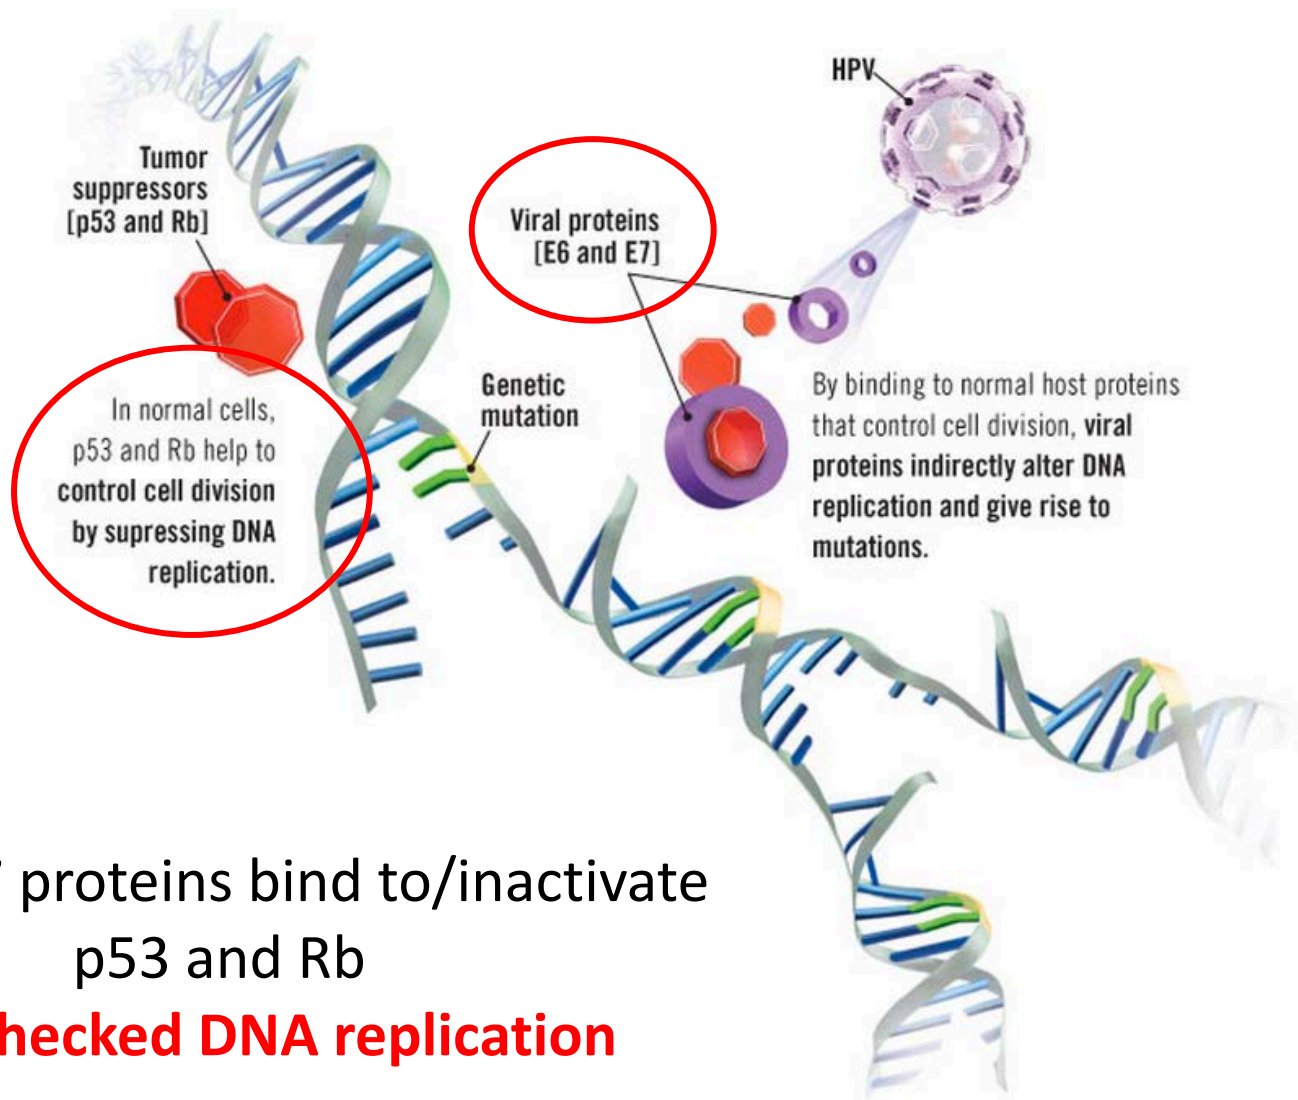 HPV
Tumor
suppressors
[p53 and Rb]
Viral proteins
[E6 and E7]
Genetic
mutation
In normal cells,
p53 and Rb help to
control cell division
by supressing DNA
replication.
By binding to normal host proteins
that control cell division, viral
proteins indirectly alter DNA
replication and give rise to
mutations.
proteins bind to/inactivate
p53 and Rb
hecked DNA replication